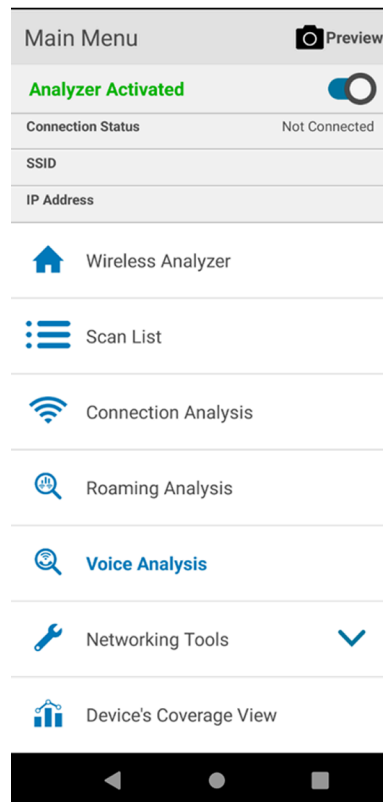 Main Menu Preview
Analyzer Activated
Connection Status Not Connected
SSID
IP Address
Wireless Analyzer
Scan List
Connection Analysis
Roaming Analysis
Voice Analysis
Networking Tools
Device's Coverage View